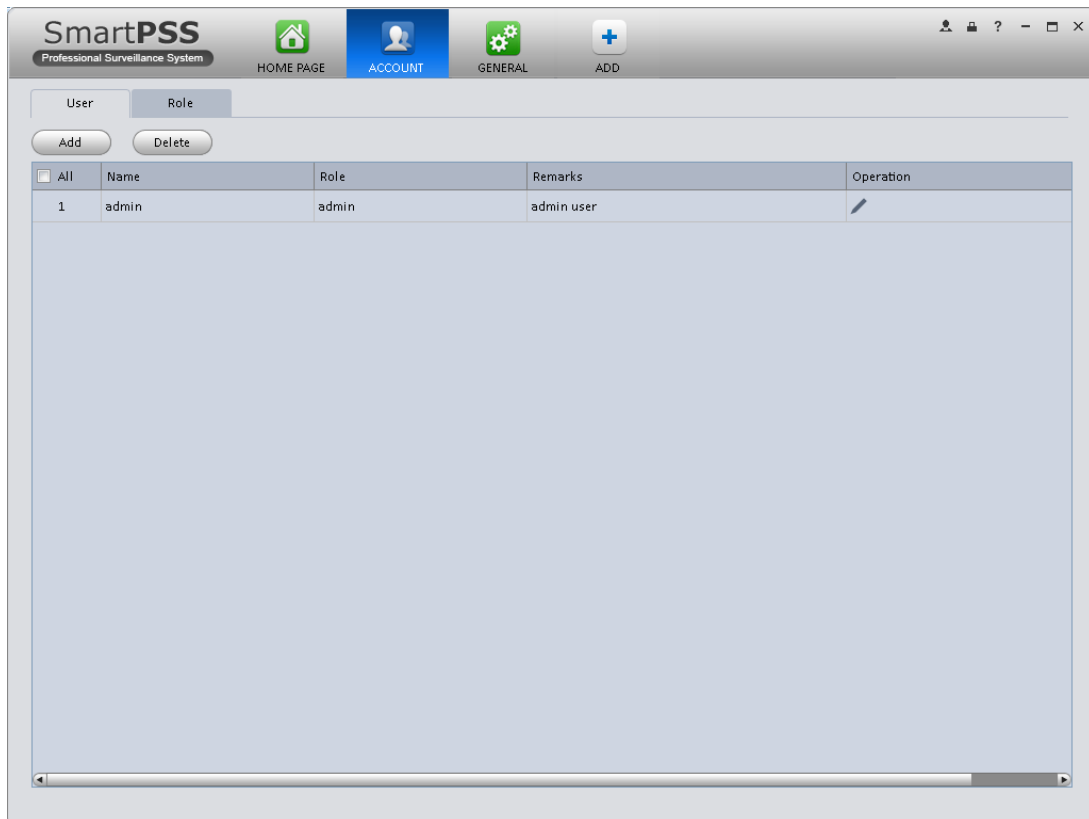 SmartPSS
Professional Surveillance System
HOME PAGE ACCOUNT GENERAL ADD
?
User Role
Add Delete
All Name Role Remarks Operation
1 admin admin admin user